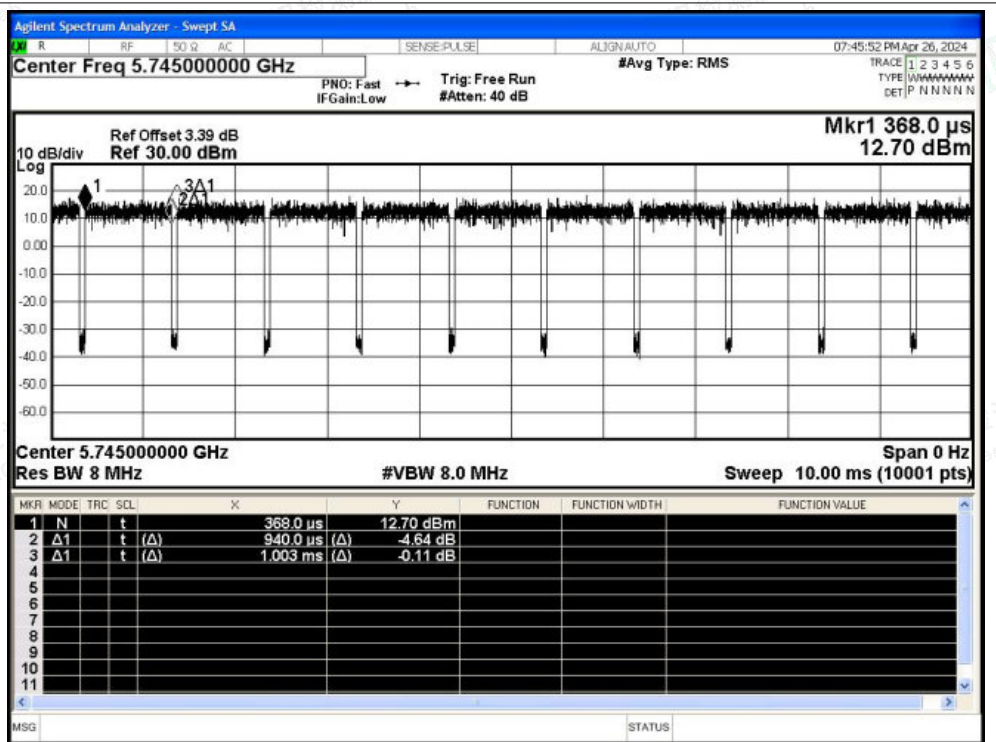 Agilent Spectrum Analyzer - Swept SA
LXI R RF 50 Ω AC SENSE:PULSE ALIGN AUTO 07:45:52 PM Apr 26, 2024
Center Freq 5.745000000 GHz #Avg Type: RMS TRACE 1 2 3 4 5 6
PNO: Fast Trig: Free Run TYPE WWWWWW
IFGain:Low #Atten: 40 dB DET P N N N N N
Mkr1 368.0 µs
12.70 dBm
Ref Offset 3.39 dB
10 dB/div Ref 30.00 dBm
Log
1 3Δ1
20.0
2Δ1
10.0
0.00
-10.0
-20.0
-30.0
-40.0
-50.0
-60.0
Center 5.745000000 GHz Span 0 Hz
Res BW 8 MHz #VBW 8.0 MHz Sweep 10.00 ms (10001 pts)
MKR MODE TRC SCL X Y FUNCTION FUNCTION WIDTH FUNCTION VALUE
1 N t 368.0 µs 12.70 dBm
2 Δ1 t (Δ) 940.0 µs (Δ) -4.64 dB
3 Δ1 t (Δ) 1.003 ms (Δ) -0.11 dB
4
5
6
7
8
9
10
11
MSG STATUS